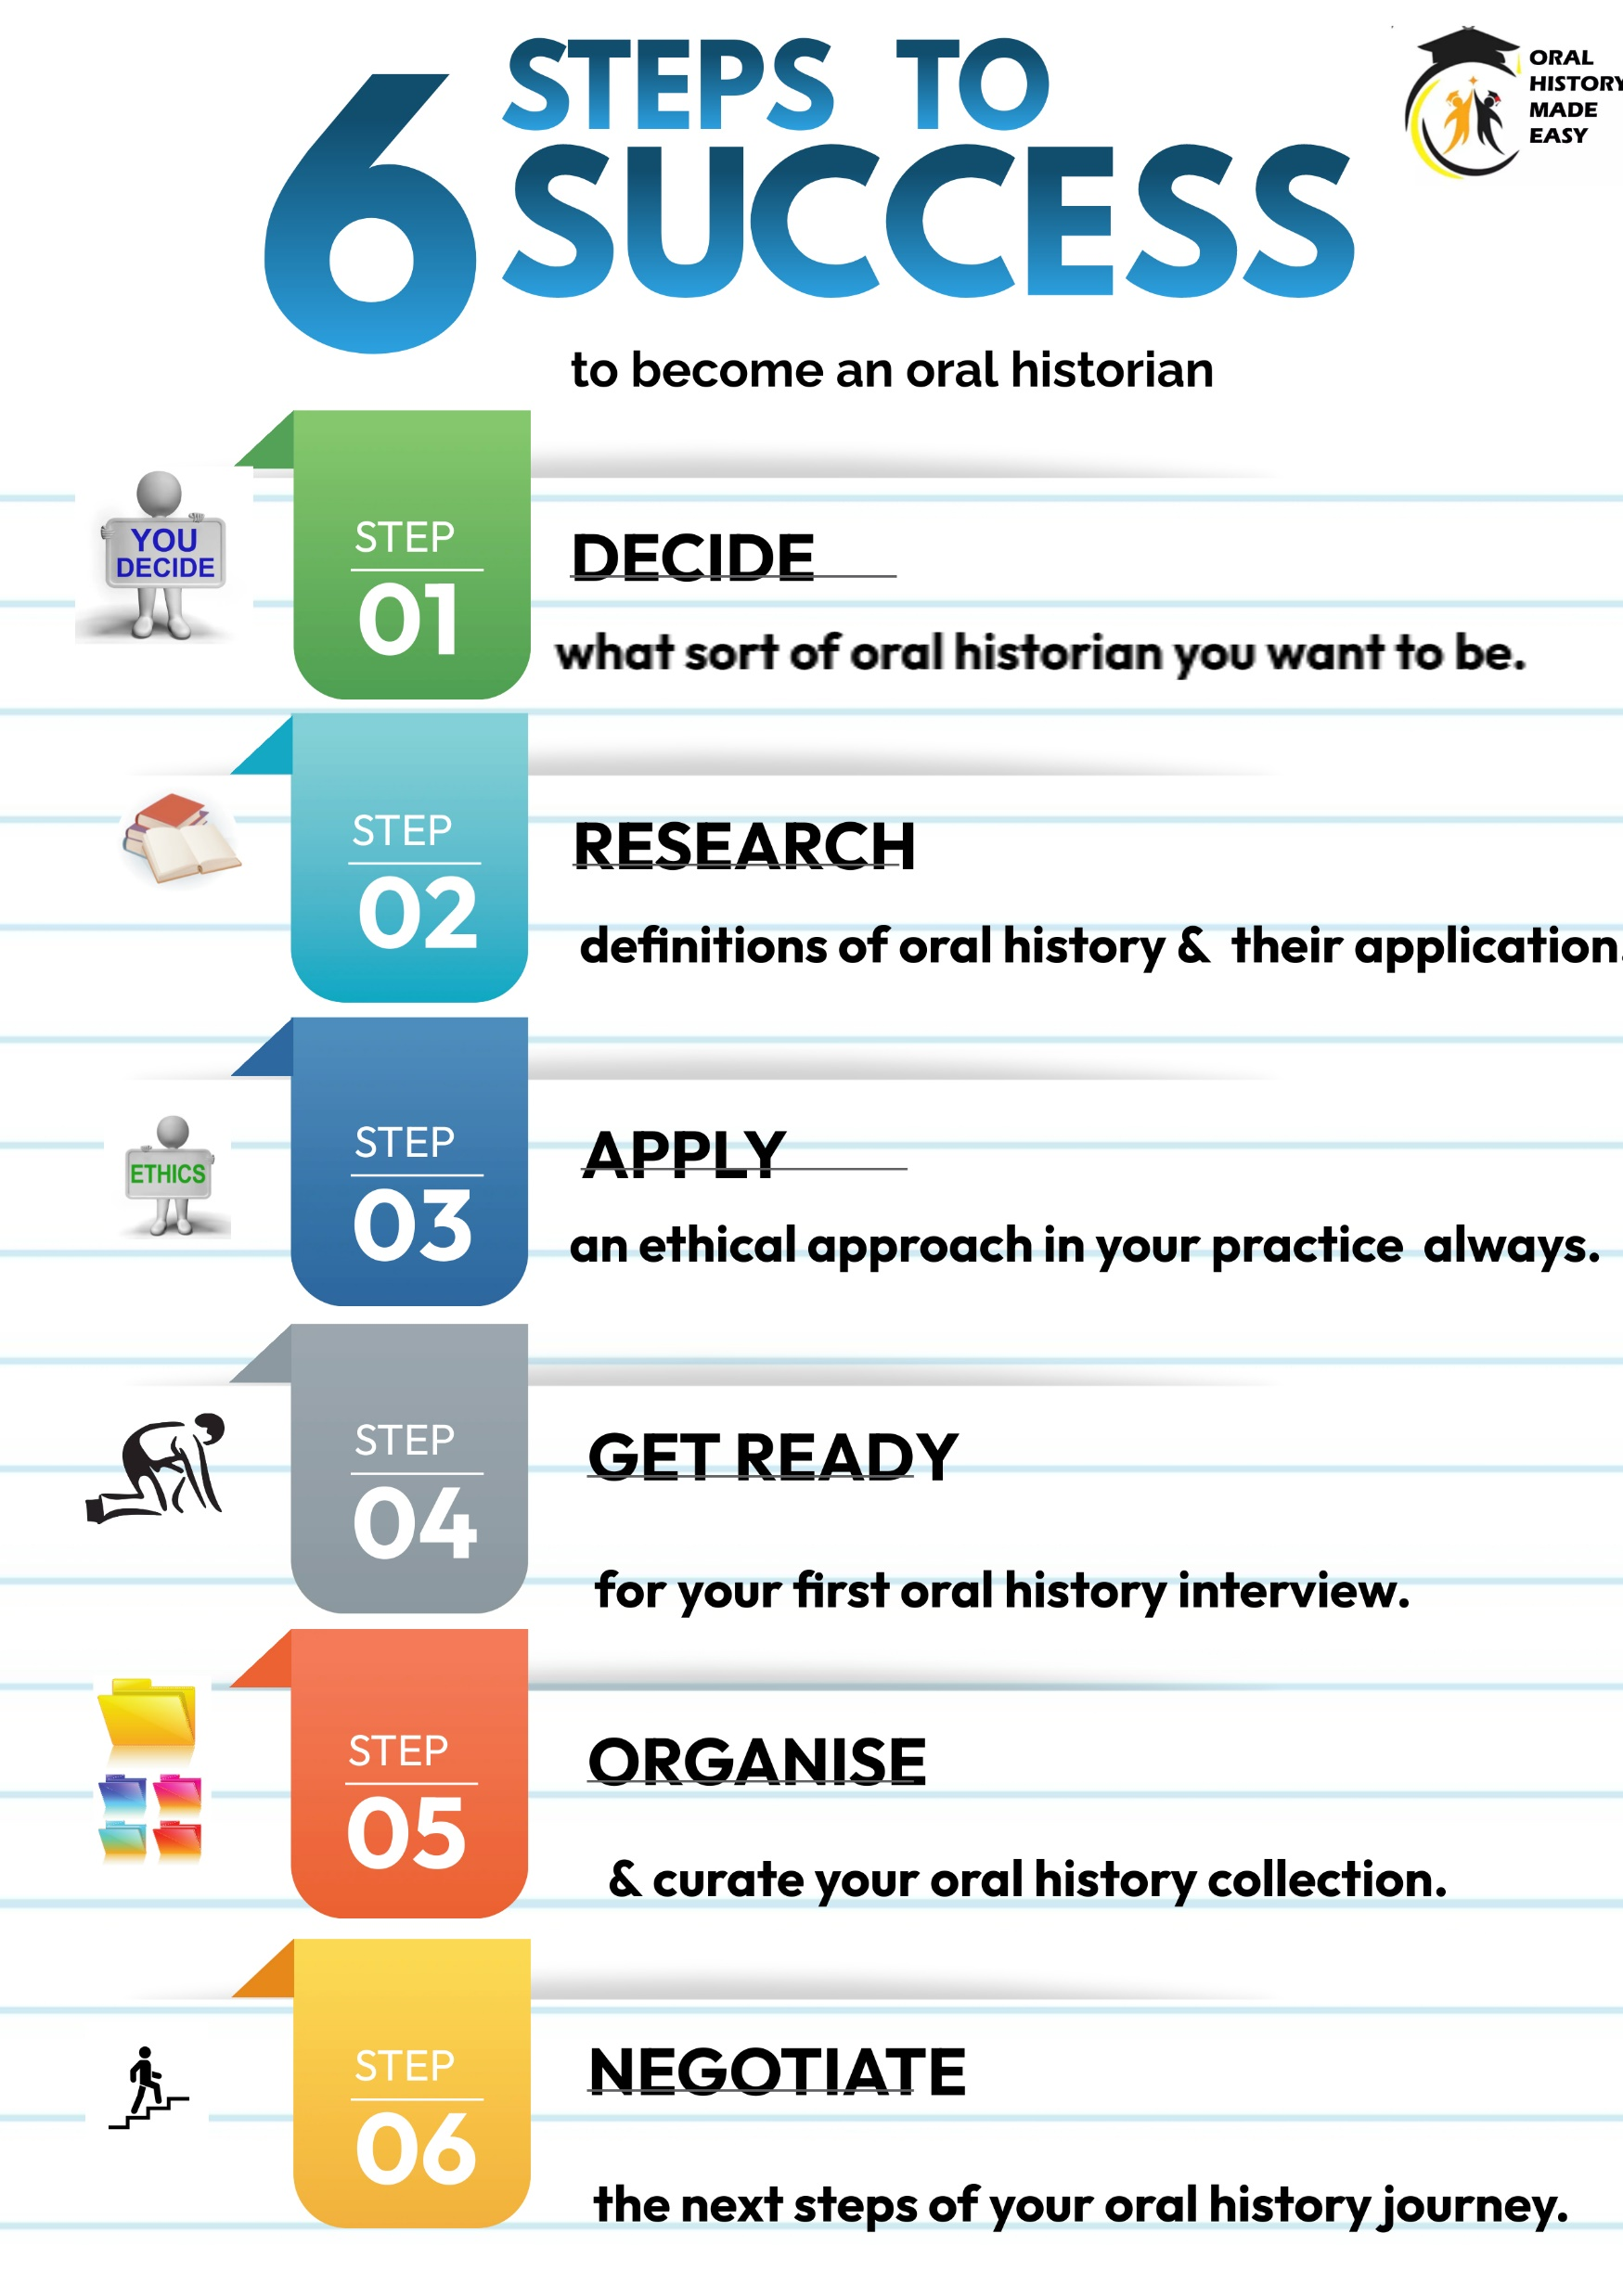 6
STEPS TO
SUCCESS
ORAL
HISTORY
MADE
EASY
to become an oral historian
YOU
DECIDE
STEP
01
DECIDE
what sort of oral historian you want to be.
STEP
02
RESEARCH
definitions of oral history & their application.
ETHICS
STEP
03
APPLY
an ethical approach in your practice always.
STEP
04
GET READY
for your first oral history interview.
STEP
05
ORGANISE
& curate your oral history collection.
STEP
06
NEGOTIATE
the next steps of your oral history journey.